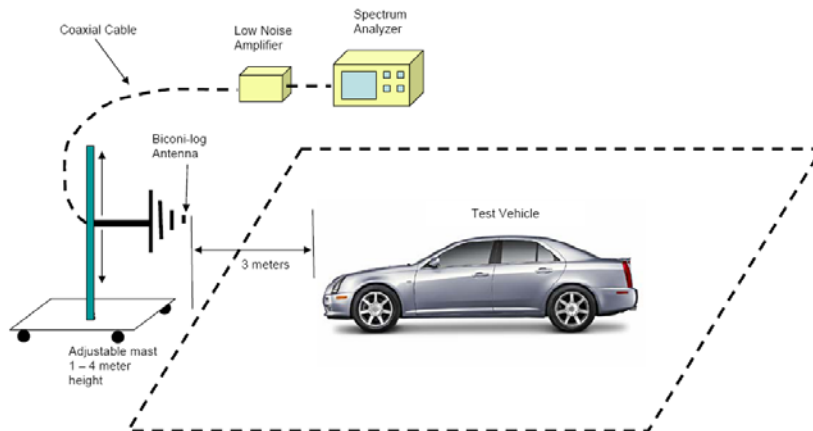 Coaxial Cable
Low Noise
Amplifier
Spectrum
Analyzer
Biconi-log
Antenna
Test Vehicle
3 meters
Adjustable mast
1 – 4 meter
height